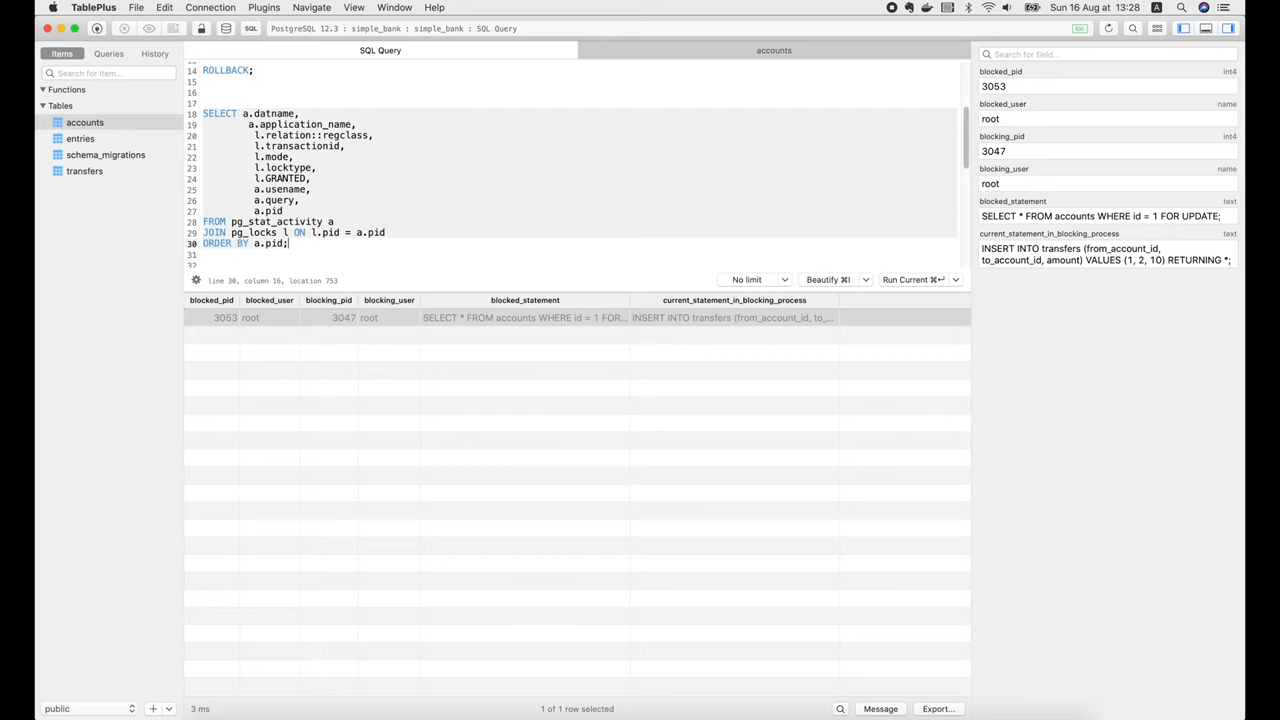 TablePlus File Edit Connection Plugins Navigate View Window Help Sun 16 Aug at 13:28
SQL PostgreSQL 12.3 : simple_bank : simple_bank : SQL Query loc
Items Queries History
Search for item...
Functions
Tables
accounts
entries
schema_migrations
transfers
public
SQL Query accounts
14 ROLLBACK;
15
16
17
18 SELECT a.datname,
19 a.application_name,
20 l.relation::regclass,
21 l.transactionid,
22 l.mode,
23 l.locktype,
24 l.GRANTED,
25 a.usename,
26 a.query,
27 a.pid
28 FROM pg_stat_activity a
29 JOIN pg_locks l ON l.pid = a.pid
30 ORDER BY a.pid;
31
32
line 30, column 16, location 753 No limit Beautify ⌘I Run Current ⌘↵
blocked_pid blocked_user blocking_pid blocking_user blocked_statement current_statement_in_blocking_process
3053 root 3047 root SELECT * FROM accounts WHERE id = 1 FOR... INSERT INTO transfers (from_account_id, to_...
3 ms 1 of 1 row selected Message Export...
Search for field...
blocked_pid int4
3053
blocked_user name
root
blocking_pid int4
3047
blocking_user name
root
blocked_statement text
SELECT * FROM accounts WHERE id = 1 FOR UPDATE;
current_statement_in_blocking_process text
INSERT INTO transfers (from_account_id,
to_account_id, amount) VALUES (1, 2, 10) RETURNING *;